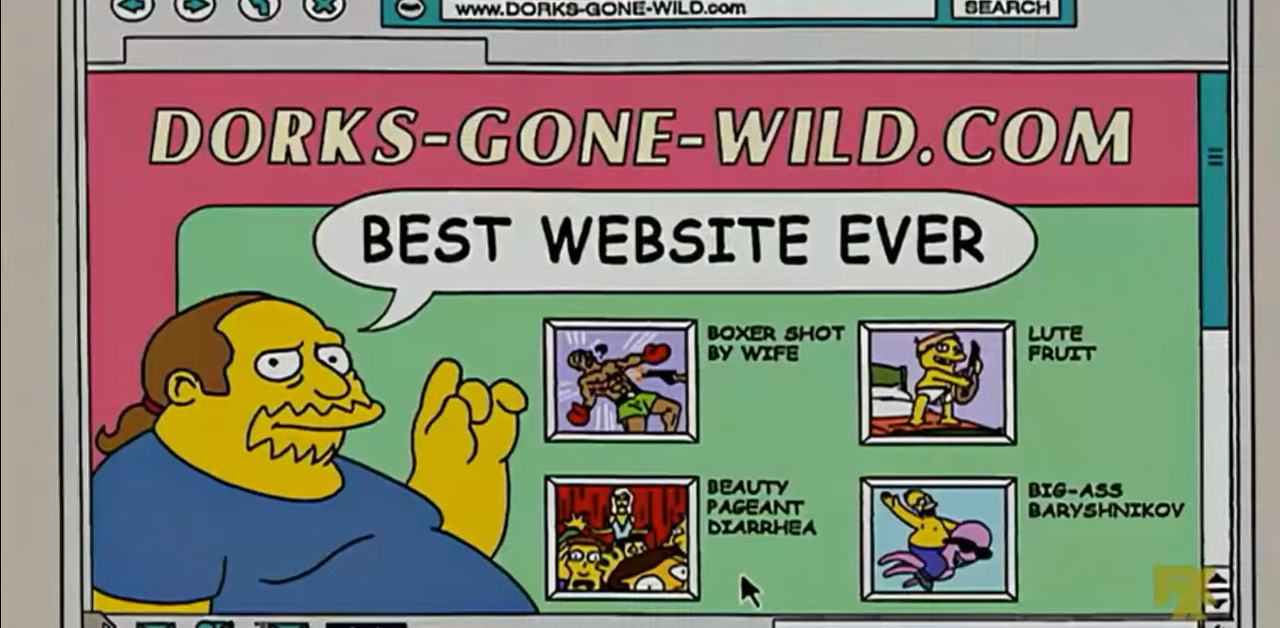 www.DORKS-GONE-WILD.com
SEARCH
DORKS-GONE-WILD.COM
BEST WEBSITE EVER
BOXER SHOT
BY WIFE
LUTE
FRUIT
BEAUTY
PAGEANT
DIARRHEA
BIG-ASS
BARYSHNIKOV
FX